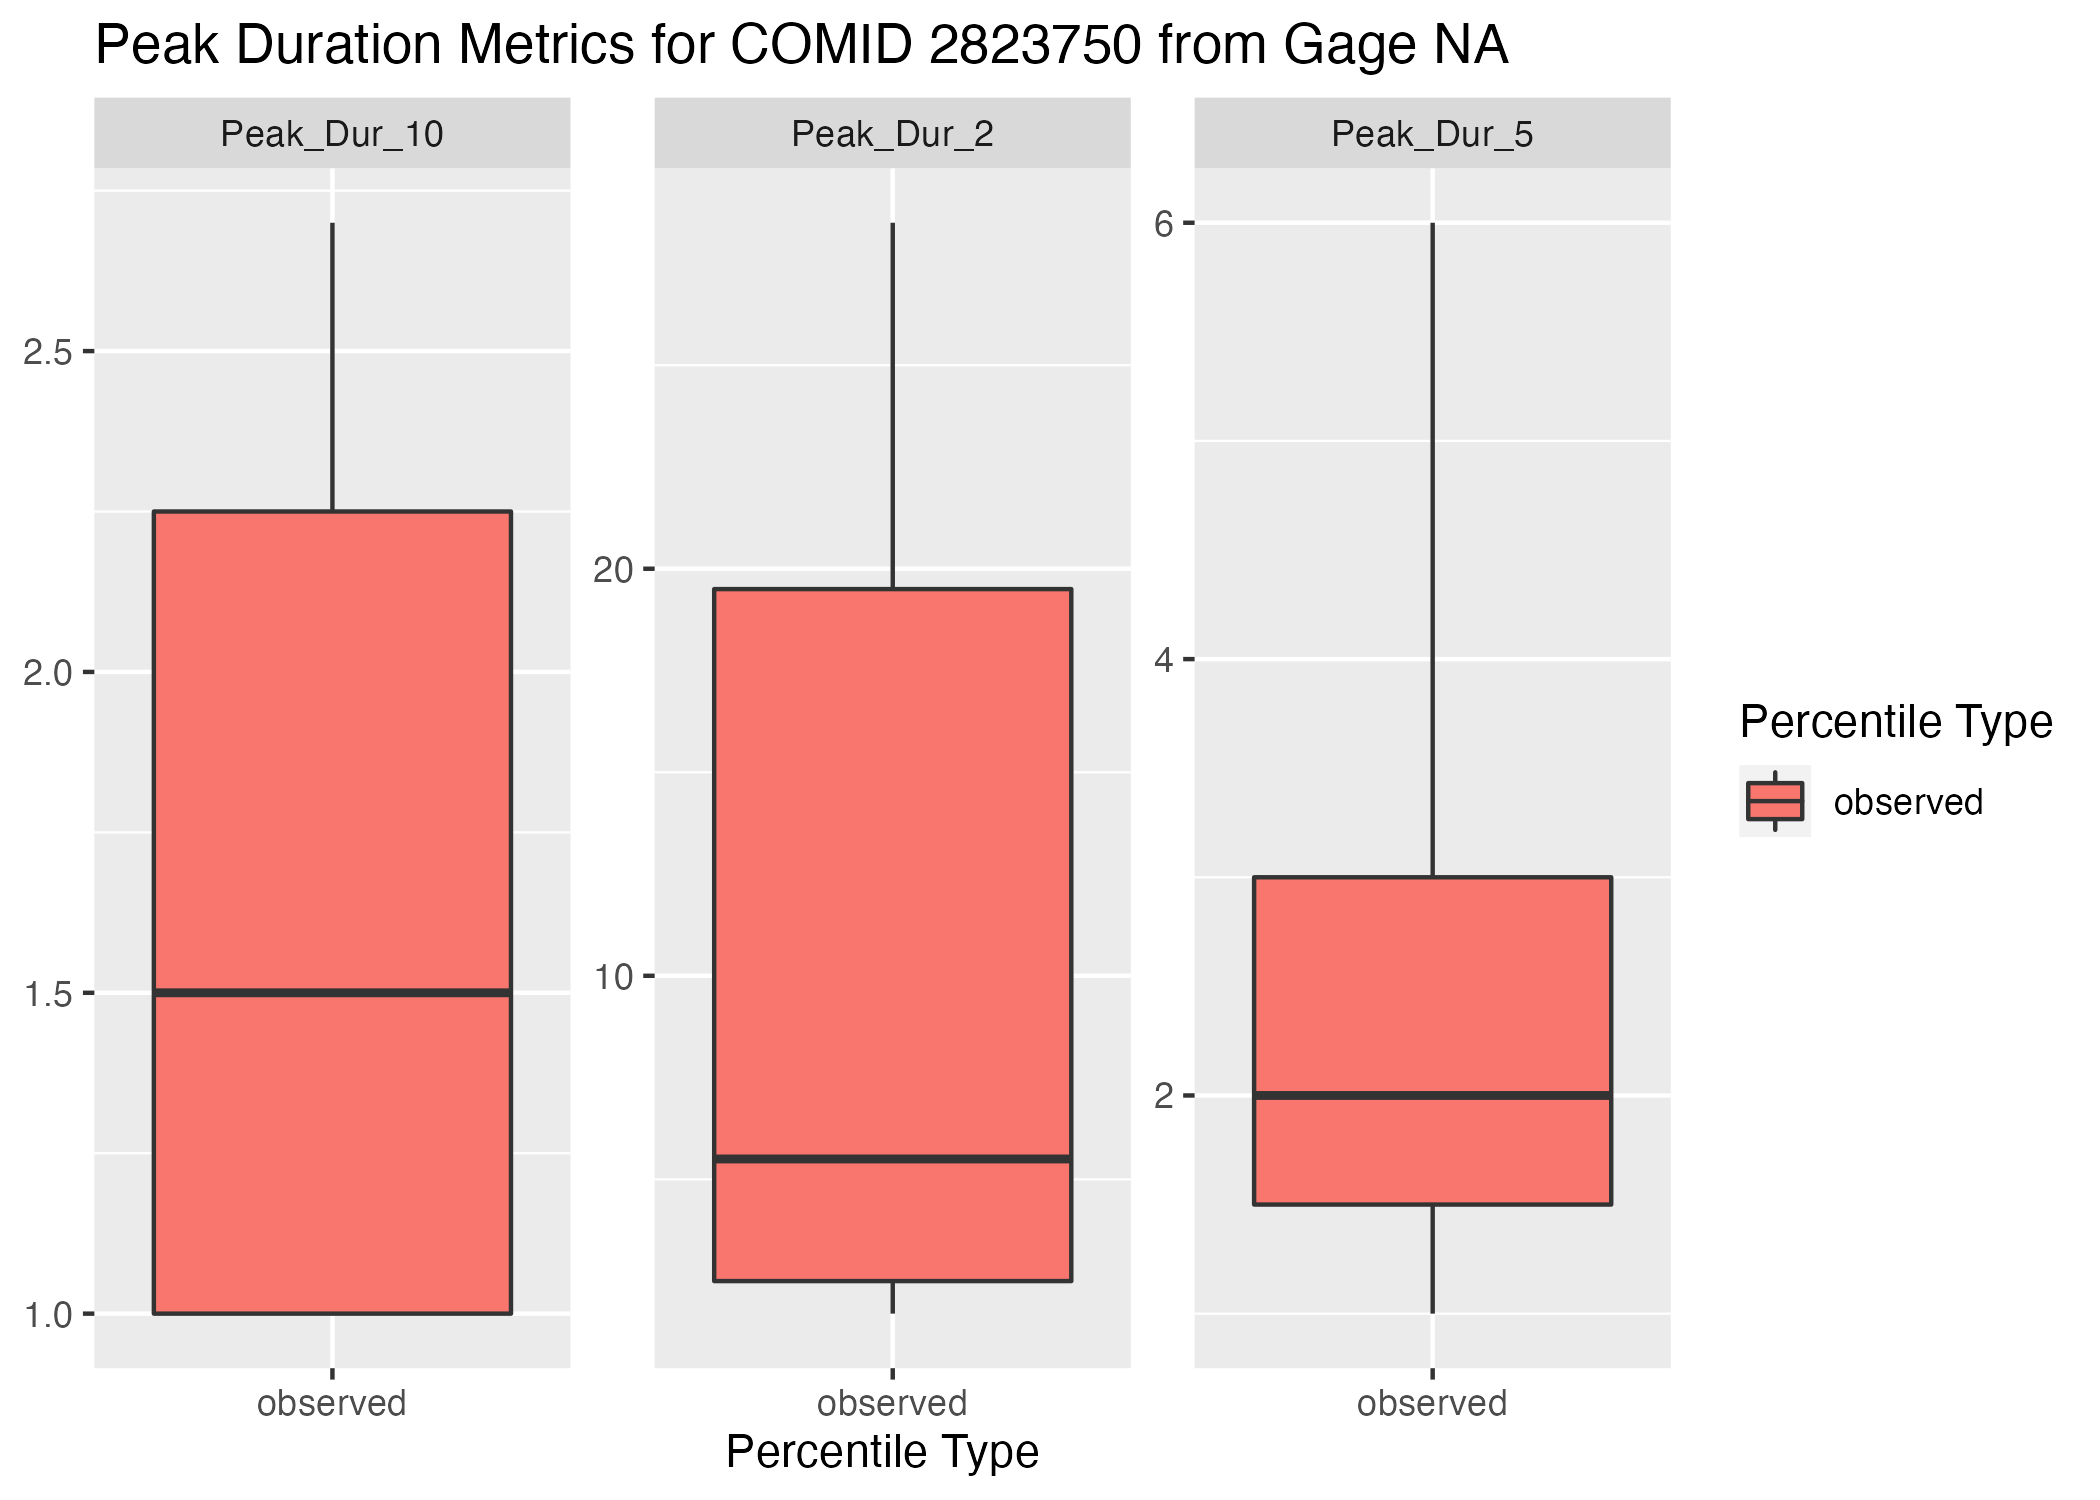 Peak Duration Metrics for COMID 2823750 from Gage NA
Peak_Dur_10
Peak_Dur_2
Peak_Dur_5
2.5
2.0
1.5
1.0
20
10
6
4
2
observed
observed
observed
Percentile Type
Percentile Type
observed